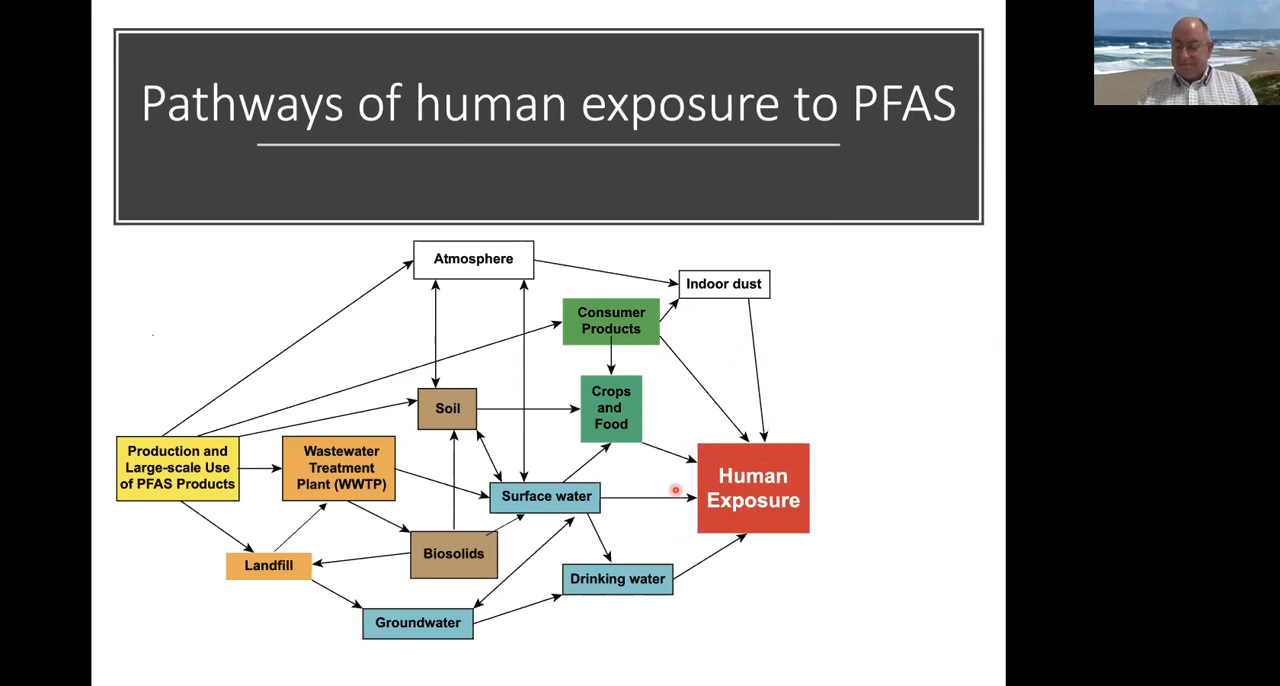 Pathways of human exposure to PFAS
Atmosphere
Indoor dust
Consumer
Products
Crops
and
Food
Soil
Production and
Large-scale Use
of PFAS Products
Wastewater
Treatment
Plant (WWTP)
Human
Exposure
Surface water
Biosolids
Landfill
Drinking water
Groundwater